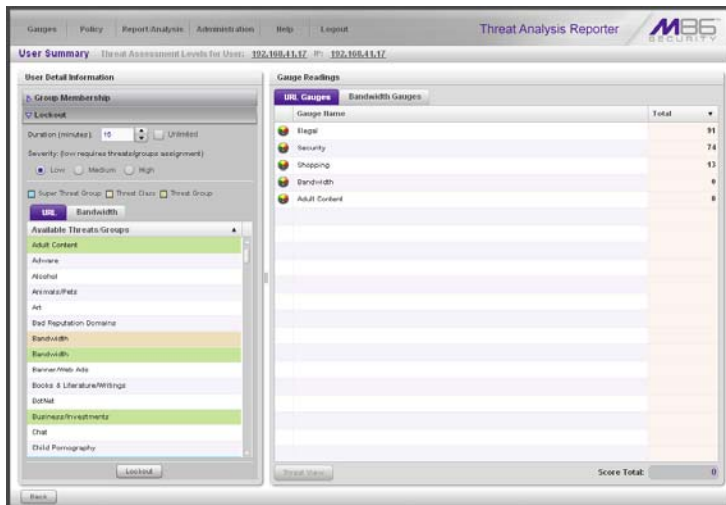 Gauges Policy Report/Analysis Administration Help Logout
Threat Analysis Reporter
M86 SECURITY
User Summary Threat Assessment Levels for User: 192.168.41.17 IP: 192.168.41.17
User Detail Information
Group Membership
Lockout
Duration (minutes): Unlimited
Severity: (low requires threats/groups assignment)
Low Medium High
Super Threat Group Threat Class Threat Group
URL Bandwidth
Available Threats/Groups
Adult Content
Adware
Alcohol
Animals/Pets
Art
Bad Reputation Domains
Bandwidth
Bandwidth
Banner/Web Ads
Books & Literature/Writings
BotNet
Business/Investments
Chat
Child Pornography
Lockout
Back
Gauge Readings
URL Gauges Bandwidth Gauges
Gauge Name Total
Illegal 91
Security 74
Shopping 13
Bandwidth 0
Adult Content 0
Threat View
Score Total: 0